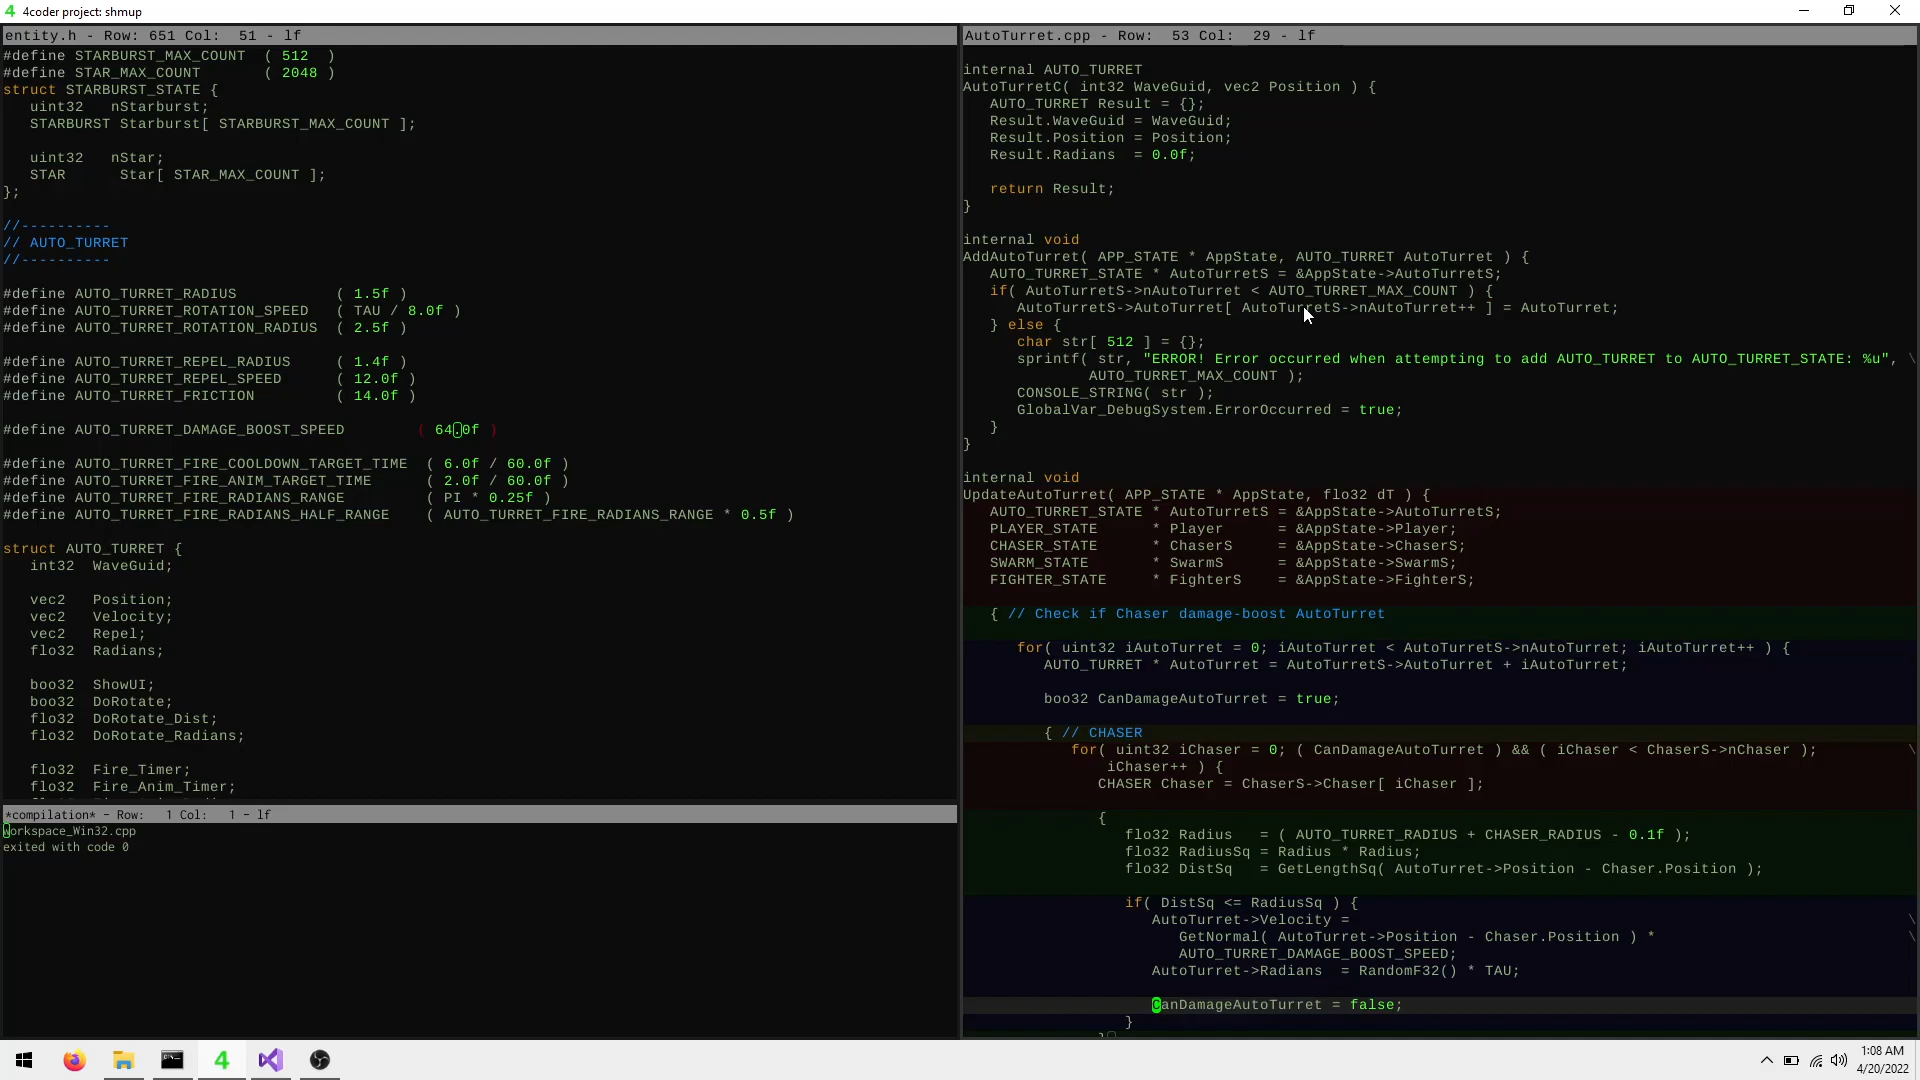 4 4coder project: shmup
entity.h - Row: 651 Col:  51 - lf
#define STARBURST_MAX_COUNT  ( 512  )
#define STAR_MAX_COUNT       ( 2048 )
struct STARBURST_STATE {
   uint32   nStarburst;
   STARBURST Starburst[ STARBURST_MAX_COUNT ];
   uint32   nStar;
   STAR      Star[ STAR_MAX_COUNT ];
};
//----------
// AUTO_TURRET
//----------
#define AUTO_TURRET_RADIUS           ( 1.5f )
#define AUTO_TURRET_ROTATION_SPEED   ( TAU / 8.0f )
#define AUTO_TURRET_ROTATION_RADIUS  ( 2.5f )
#define AUTO_TURRET_REPEL_RADIUS     ( 1.4f )
#define AUTO_TURRET_REPEL_SPEED      ( 12.0f )
#define AUTO_TURRET_FRICTION         ( 14.0f )
#define AUTO_TURRET_DAMAGE_BOOST_SPEED        ( 64.0f )
#define AUTO_TURRET_FIRE_COOLDOWN_TARGET_TIME  ( 6.0f / 60.0f )
#define AUTO_TURRET_FIRE_ANIM_TARGET_TIME      ( 2.0f / 60.0f )
#define AUTO_TURRET_FIRE_RADIANS_RANGE         ( PI * 0.25f )
#define AUTO_TURRET_FIRE_RADIANS_HALF_RANGE    ( AUTO_TURRET_FIRE_RADIANS_RANGE * 0.5f )
struct AUTO_TURRET {
   int32  WaveGuid;
   vec2   Position;
   vec2   Velocity;
   vec2   Repel;
   flo32  Radians;
   boo32  ShowUI;
   boo32  DoRotate;
   flo32  DoRotate_Dist;
   flo32  DoRotate_Radians;
   flo32  Fire_Timer;
   flo32  Fire_Anim_Timer;
*compilation* - Row:   1 Col:   1 - lf
workspace_Win32.cpp
exited with code 0
AutoTurret.cpp - Row:  53 Col:  29 - lf
internal AUTO_TURRET
AutoTurretC( int32 WaveGuid, vec2 Position ) {
   AUTO_TURRET Result = {};
   Result.WaveGuid = WaveGuid;
   Result.Position = Position;
   Result.Radians  = 0.0f;
   return Result;
}
internal void
AddAutoTurret( APP_STATE * AppState, AUTO_TURRET AutoTurret ) {
   AUTO_TURRET_STATE * AutoTurretS = &AppState->AutoTurretS;
   if( AutoTurretS->nAutoTurret < AUTO_TURRET_MAX_COUNT ) {
      AutoTurretS->AutoTurret[ AutoTurretS->nAutoTurret++ ] = AutoTurret;
   } else {
      char str[ 512 ] = {};
      sprintf( str, "ERROR! Error occurred when attempting to add AUTO_TURRET to AUTO_TURRET_STATE: %u", \
              AUTO_TURRET_MAX_COUNT );
      CONSOLE_STRING( str );
      GlobalVar_DebugSystem.ErrorOccurred = true;
   }
}
internal void
UpdateAutoTurret( APP_STATE * AppState, flo32 dT ) {
   AUTO_TURRET_STATE * AutoTurretS = &AppState->AutoTurretS;
   PLAYER_STATE      * Player      = &AppState->Player;
   CHASER_STATE      * ChaserS     = &AppState->ChaserS;
   SWARM_STATE       * SwarmS      = &AppState->SwarmS;
   FIGHTER_STATE     * FighterS    = &AppState->FighterS;
   { // Check if Chaser damage-boost AutoTurret
      for( uint32 iAutoTurret = 0; iAutoTurret < AutoTurretS->nAutoTurret; iAutoTurret++ ) {
         AUTO_TURRET * AutoTurret = AutoTurretS->AutoTurret + iAutoTurret;
         boo32 CanDamageAutoTurret = true;
         { // CHASER
            for( uint32 iChaser = 0; ( CanDamageAutoTurret ) && ( iChaser < ChaserS->nChaser ); \
                iChaser++ ) {
               CHASER Chaser = ChaserS->Chaser[ iChaser ];
               {
                  flo32 Radius   = ( AUTO_TURRET_RADIUS + CHASER_RADIUS - 0.1f );
                  flo32 RadiusSq = Radius * Radius;
                  flo32 DistSq   = GetLengthSq( AutoTurret->Position - Chaser.Position );
                  if( DistSq <= RadiusSq ) {
                     AutoTurret->Velocity = \
                        GetNormal( AutoTurret->Position - Chaser.Position ) * \
                        AUTO_TURRET_DAMAGE_BOOST_SPEED;
                     AutoTurret->Radians  = RandomF32() * TAU;
                     CanDamageAutoTurret = false;
                  }
1:08 AM
4/20/2022